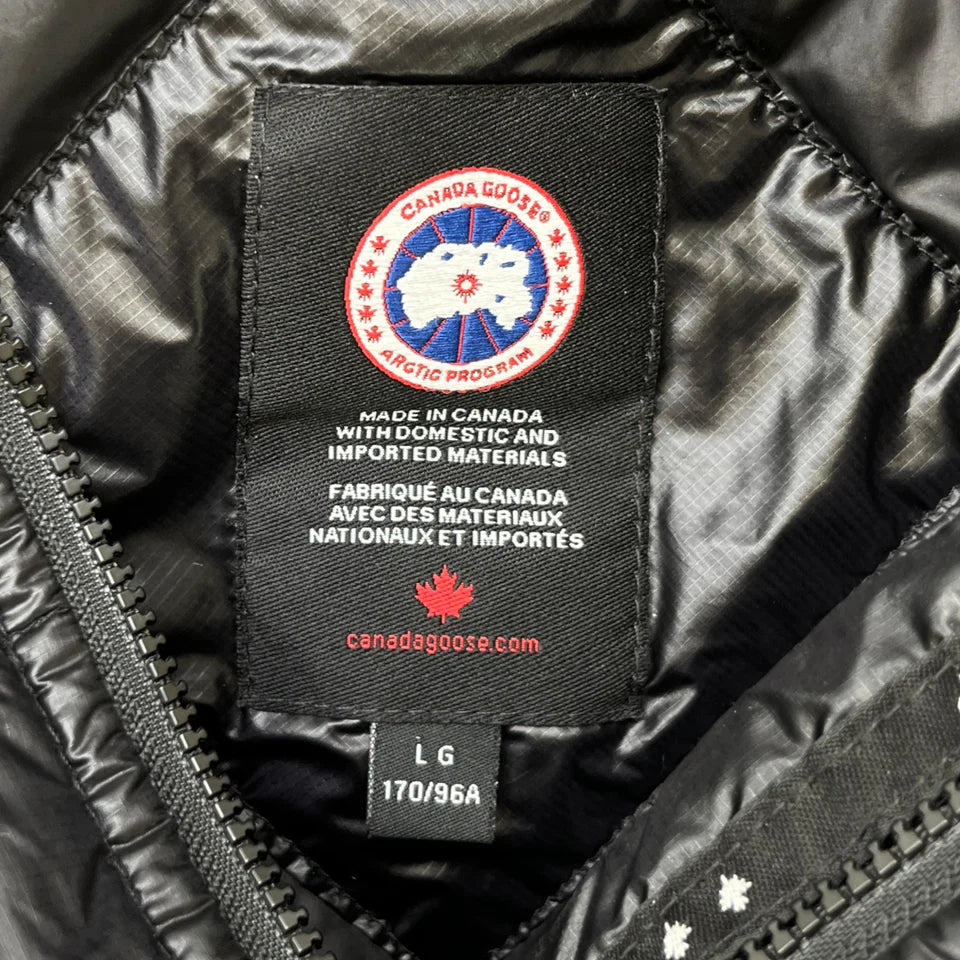 CANADA GOOSE®
ARCTIC PROGRAM
MADE IN CANADA
WITH DOMESTIC AND
IMPORTED MATERIALS
FABRIQUÉ AU CANADA
AVEC DES MATERIAUX
NATIONAUX ET IMPORTÉS
canadagoose.com
LG
170/96A